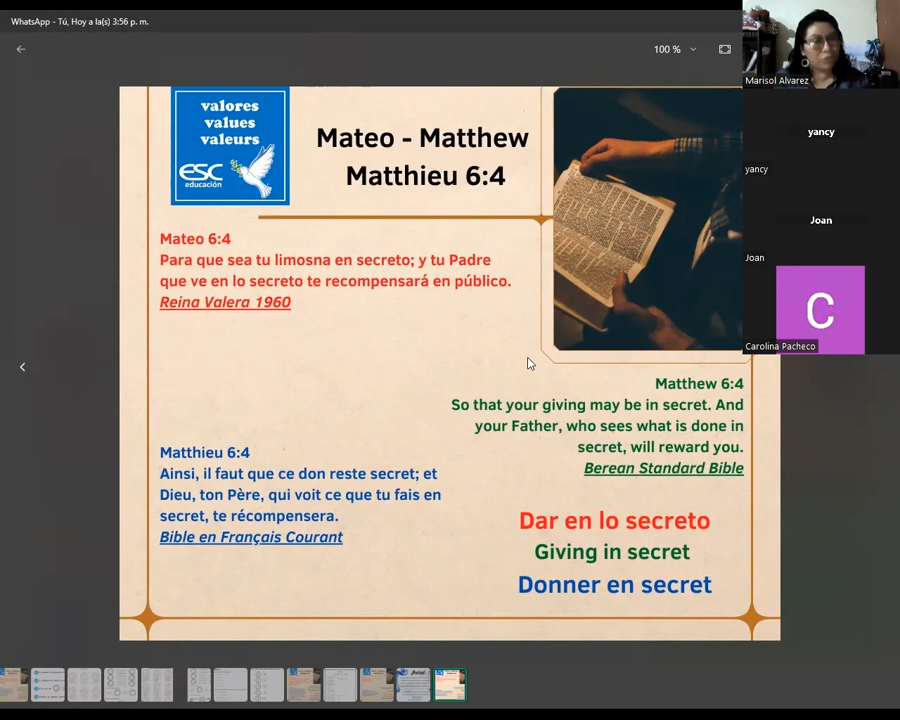 WhatsApp - Tú, Hoy a la(s) 3:56 p. m.
100 %
valores
values
valeurs
esc
educación
Mateo - Matthew
Matthieu 6:4
Mateo 6:4
Para que sea tu limosna en secreto; y tu Padre
que ve en lo secreto te recompensará en público.
Reina Valera 1960
Matthew 6:4
So that your giving may be in secret. And
your Father, who sees what is done in
secret, will reward you.
Berean Standard Bible
Matthieu 6:4
Ainsi, il faut que ce don reste secret; et
Dieu, ton Père, qui voit ce que tu fais en
secret, te récompensera.
Bible en Français Courant
Dar en lo secreto
Giving in secret
Donner en secret
Marisol Alvarez
yancy
yancy
Joan
Joan
C
Carolina Pacheco